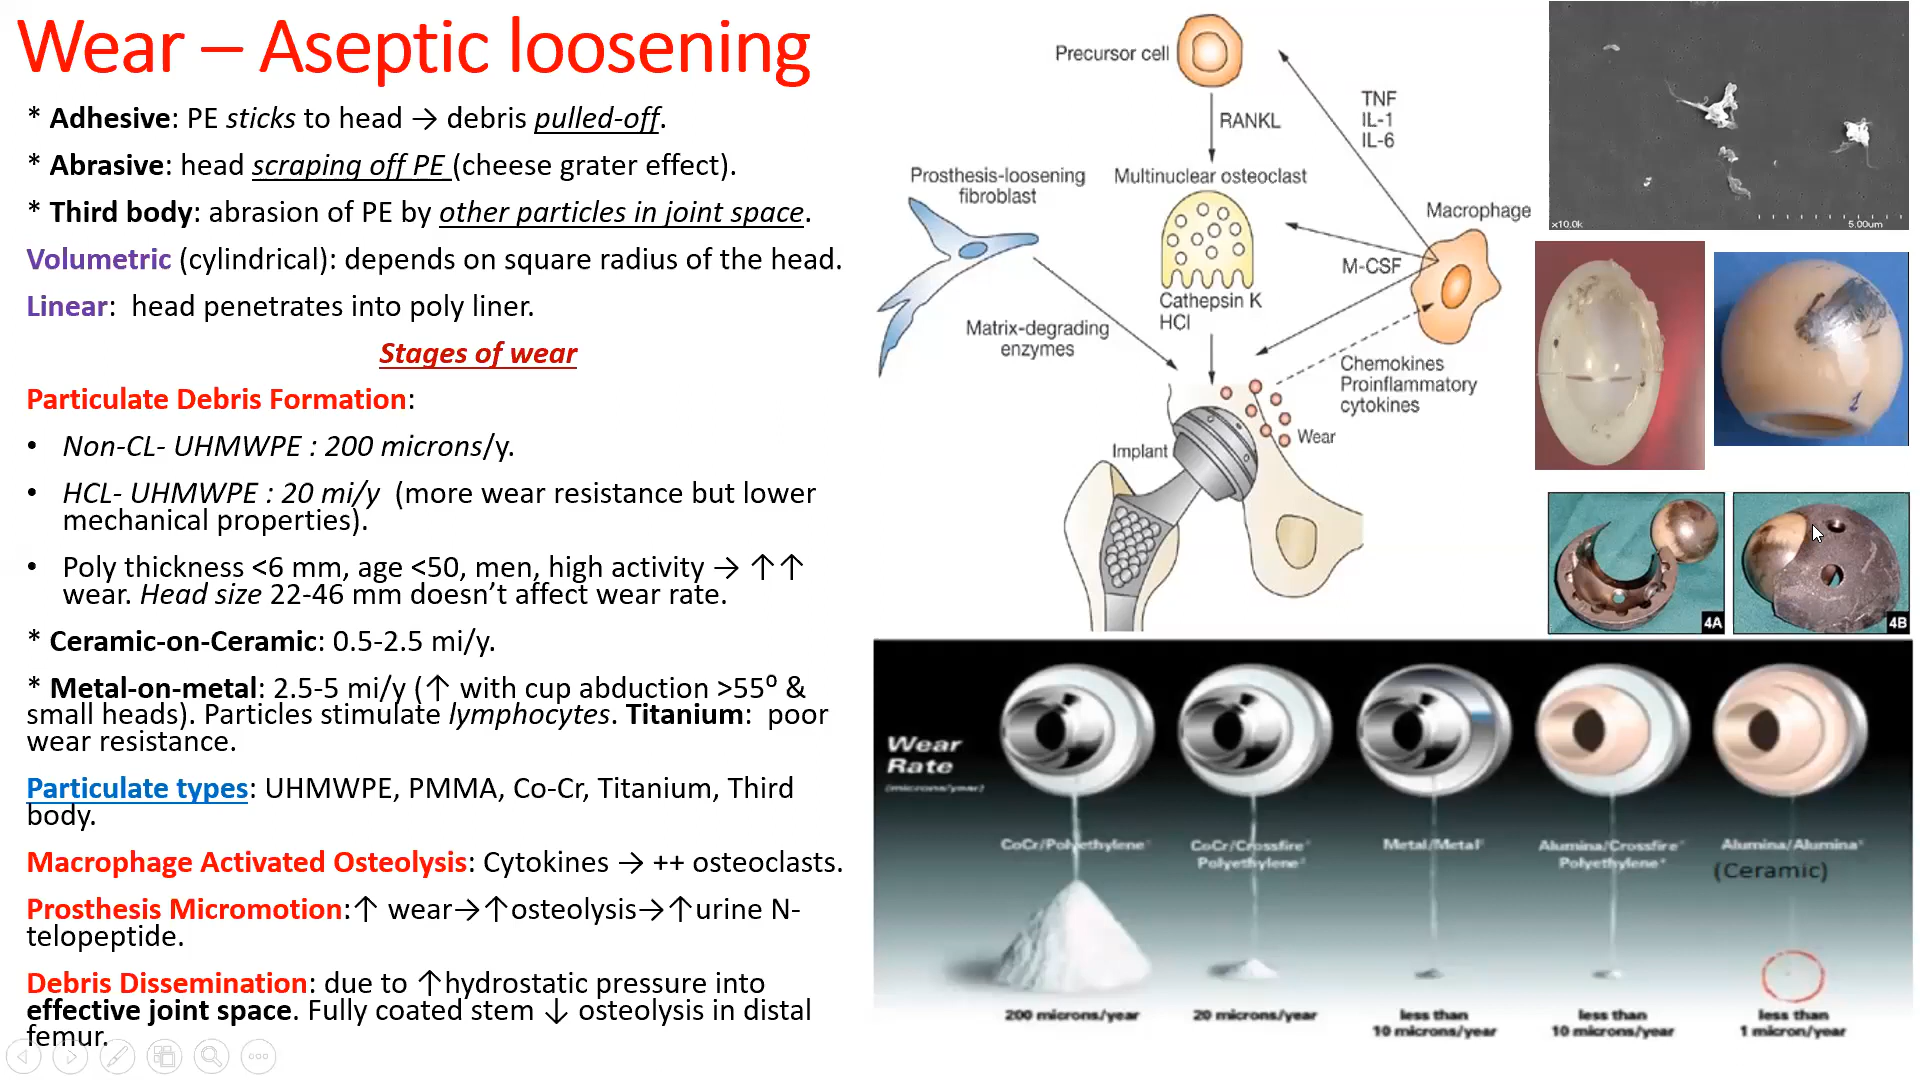 Wear – Aseptic loosening
* Adhesive: PE sticks to head → debris pulled-off.
* Abrasive: head scraping off PE (cheese grater effect).
* Third body: abrasion of PE by other particles in joint space.
Volumetric (cylindrical): depends on square radius of the head.
Linear: head penetrates into poly liner.
Stages of wear
Particulate Debris Formation:
• Non-CL- UHMWPE : 200 microns/y.
• HCL- UHMWPE : 20 mi/y (more wear resistance but lower
mechanical properties).
• Poly thickness <6 mm, age <50, men, high activity → ↑↑
wear. Head size 22-46 mm doesn’t affect wear rate.
* Ceramic-on-Ceramic: 0.5-2.5 mi/y.
* Metal-on-metal: 2.5-5 mi/y (↑ with cup abduction >55⁰ &
small heads). Particles stimulate lymphocytes. Titanium: poor
wear resistance.
Particulate types: UHMWPE, PMMA, Co-Cr, Titanium, Third
body.
Macrophage Activated Osteolysis: Cytokines → ++ osteoclasts.
Prosthesis Micromotion:↑ wear→↑osteolysis→↑urine N-
telopeptide.
Debris Dissemination: due to ↑hydrostatic pressure into
effective joint space. Fully coated stem ↓ osteolysis in distal
femur.
Precursor cell
RANKL
TNF
IL-1
IL-6
Prosthesis-loosening
fibroblast
Multinuclear osteoclast
Macrophage
M-CSF
Cathepsin K
HCl
Matrix-degrading
enzymes
Chemokines
Proinflammatory
cytokines
Wear
Implant
x10.0k
5.00um
1
4A
4B
Wear
Rate
(microns/year)
CoCr/Polyethylene
CoCr/Crossfire
Polyethylene
Metal/Metal
Alumina/Crossfire
Polyethylene
Alumina/Alumina
(Ceramic)
200 microns/year
20 microns/year
less than
10 microns/year
less than
10 microns/year
less than
1 micron/year